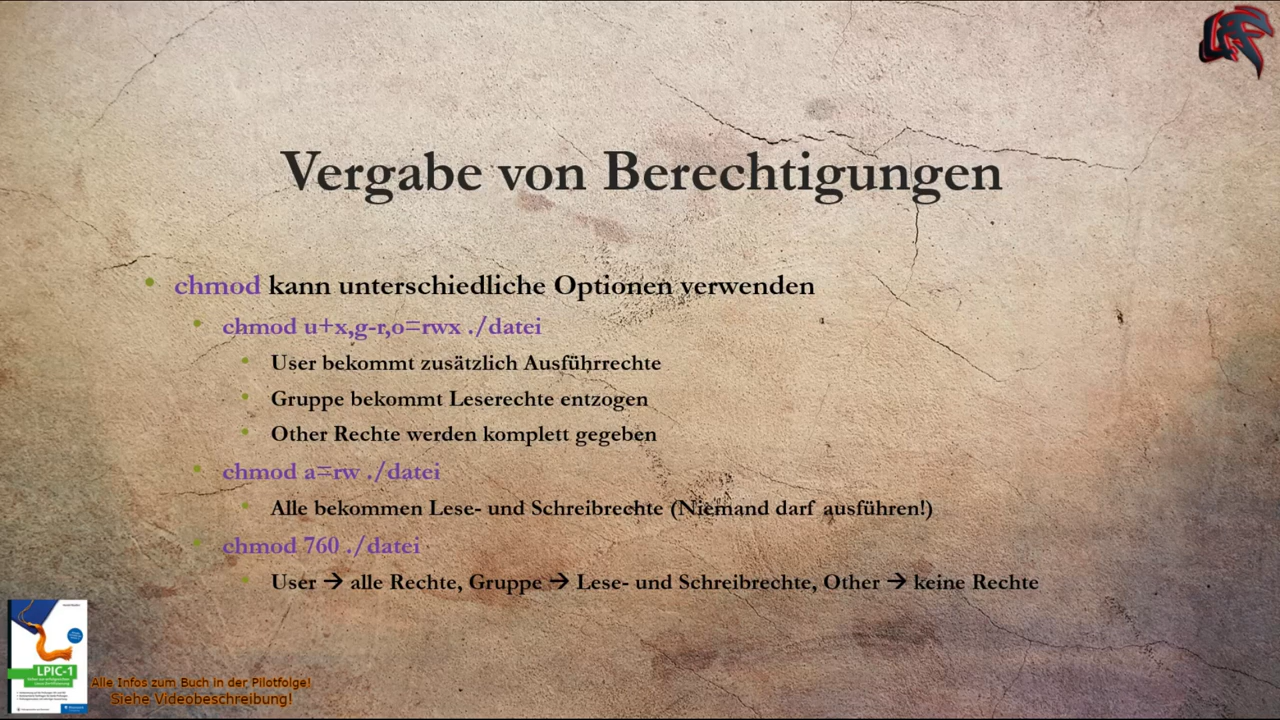 Vergabe von Berechtigungen
chmod kann unterschiedliche Optionen verwenden
chmod u+x,g-r,o=rwx ./datei
User bekommt zusätzlich Ausführrechte
Gruppe bekommt Leserechte entzogen
Other Rechte werden komplett gegeben
chmod a=rw ./datei
Alle bekommen Lese- und Schreibrechte (Niemand darf ausführen!)
chmod 760 ./datei
User → alle Rechte, Gruppe → Lese- und Schreibrechte, Other → keine Rechte
LPIC-1
Alle Infos zum Buch in der Pilotfolge!
Siehe Videobeschreibung!